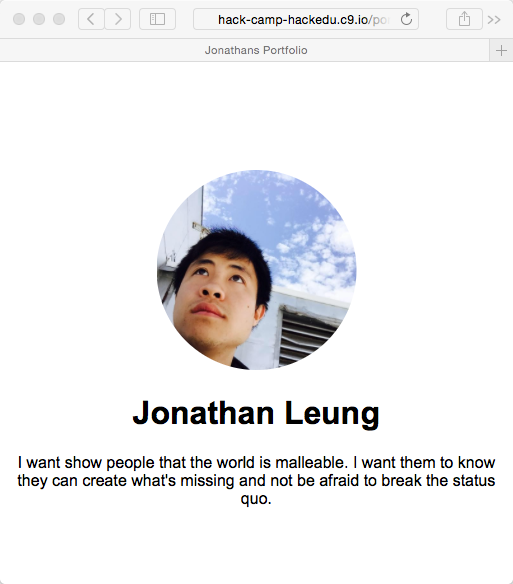 hack-camp-hackedu.c9.io/po
Jonathans Portfolio
Jonathan Leung
I want show people that the world is malleable. I want them to know
they can create what's missing and not be afraid to break the status
quo.